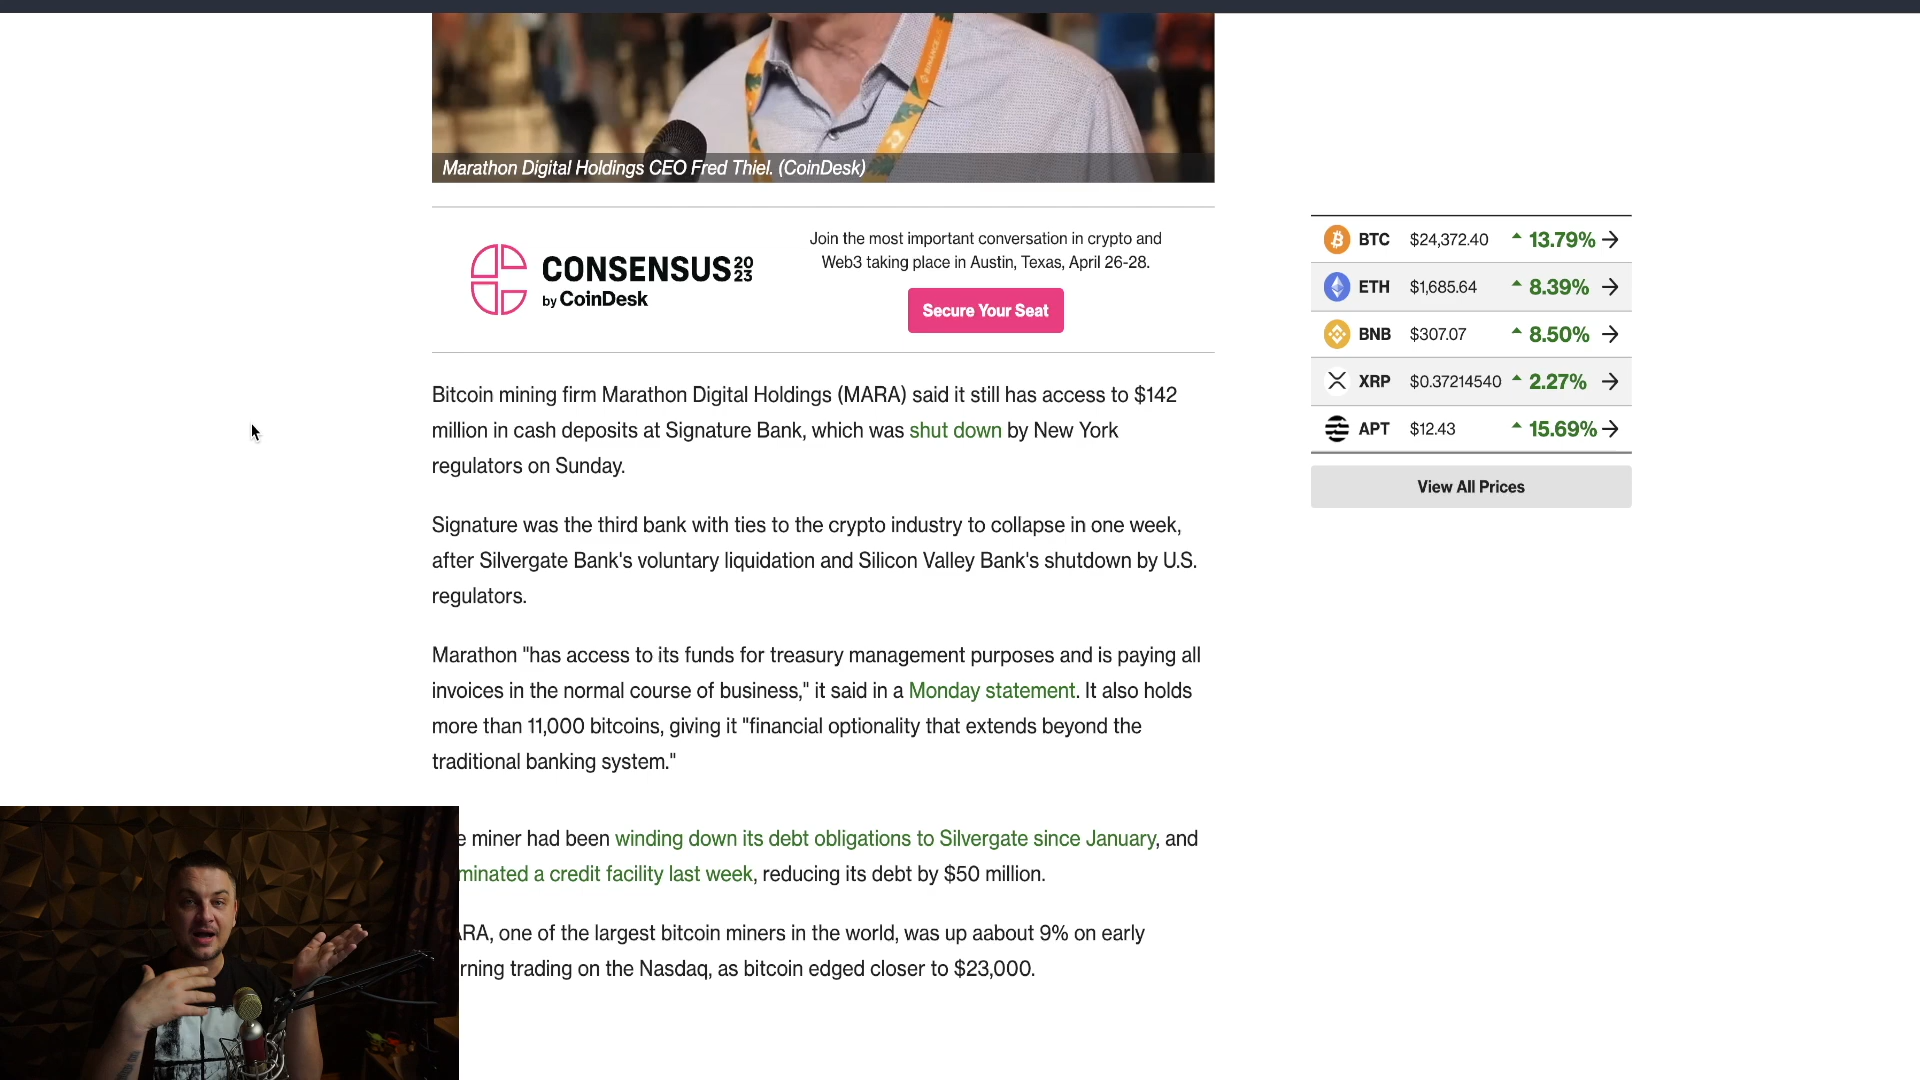 BINANCE
Marathon Digital Holdings CEO Fred Thiel. (CoinDesk)
CONSENSUS 20 23
by CoinDesk
Join the most important conversation in crypto and
Web3 taking place in Austin, Texas, April 26-28.
Secure Your Seat
BTC $24,372.40 13.79%
ETH $1,685.64 8.39%
BNB $307.07 8.50%
XRP $0.37214540 2.27%
APT $12.43 15.69%
View All Prices
Bitcoin mining firm Marathon Digital Holdings (MARA) said it still has access to $142
million in cash deposits at Signature Bank, which was shut down by New York
regulators on Sunday.
Signature was the third bank with ties to the crypto industry to collapse in one week,
after Silvergate Bank's voluntary liquidation and Silicon Valley Bank's shutdown by U.S.
regulators.
Marathon "has access to its funds for treasury management purposes and is paying all
invoices in the normal course of business," it said in a Monday statement. It also holds
more than 11,000 bitcoins, giving it "financial optionality that extends beyond the
traditional banking system."
e miner had been winding down its debt obligations to Silvergate since January, and
minated a credit facility last week, reducing its debt by $50 million.
ARA, one of the largest bitcoin miners in the world, was up aabout 9% on early
rning trading on the Nasdaq, as bitcoin edged closer to $23,000.